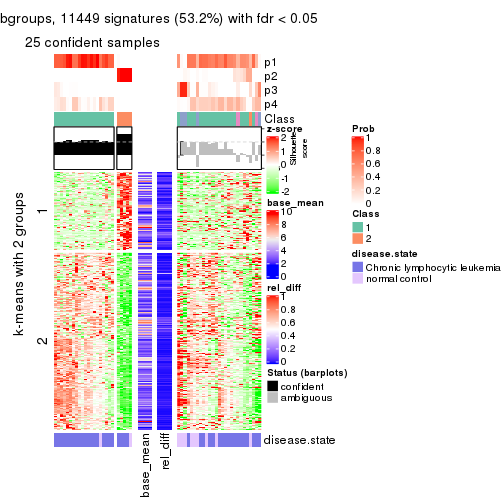 bgroups, 11449 signatures (53.2%) with fdr < 0.05
25 confident samples
p1
p2
p3
p4
Class
Silhouette
score
k-means with 2 groups
1
2
base_mean
rel_diff
disease.state
z-score
2
1
0
-1
-2
base_mean
10
8
6
4
2
0
rel_diff
1
0.8
0.6
0.4
0.2
0
Status (barplots)
confident
ambiguous
Prob
1
0.8
0.6
0.4
0.2
0
Class
1
2
disease.state
Chronic lymphocytic leukemia
normal control